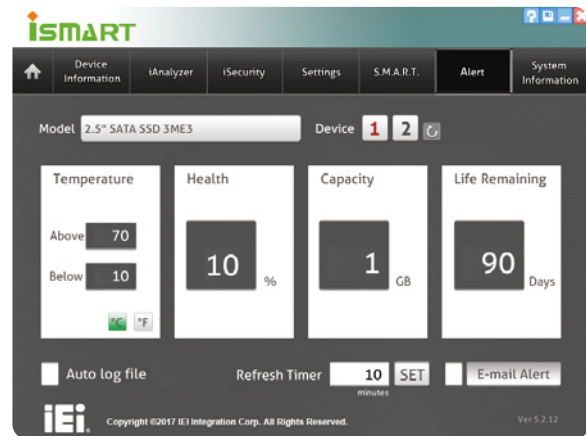 iSMART
Device Information iAnalyzer iSecurity Settings S.M.A.R.T. Alert System Information
Model 2.5" SATA SSD 3ME3 Device 1 2
Temperature Health Capacity Life Remaining
Above 70
Below 10
10 %
1 GB
90 Days
°C °F
Auto log file Refresh Timer 10 SET E-mail Alert
minutes
iEi Copyright ©2017 IEI Integration Corp. All Rights Reserved. Ver 5.2.12